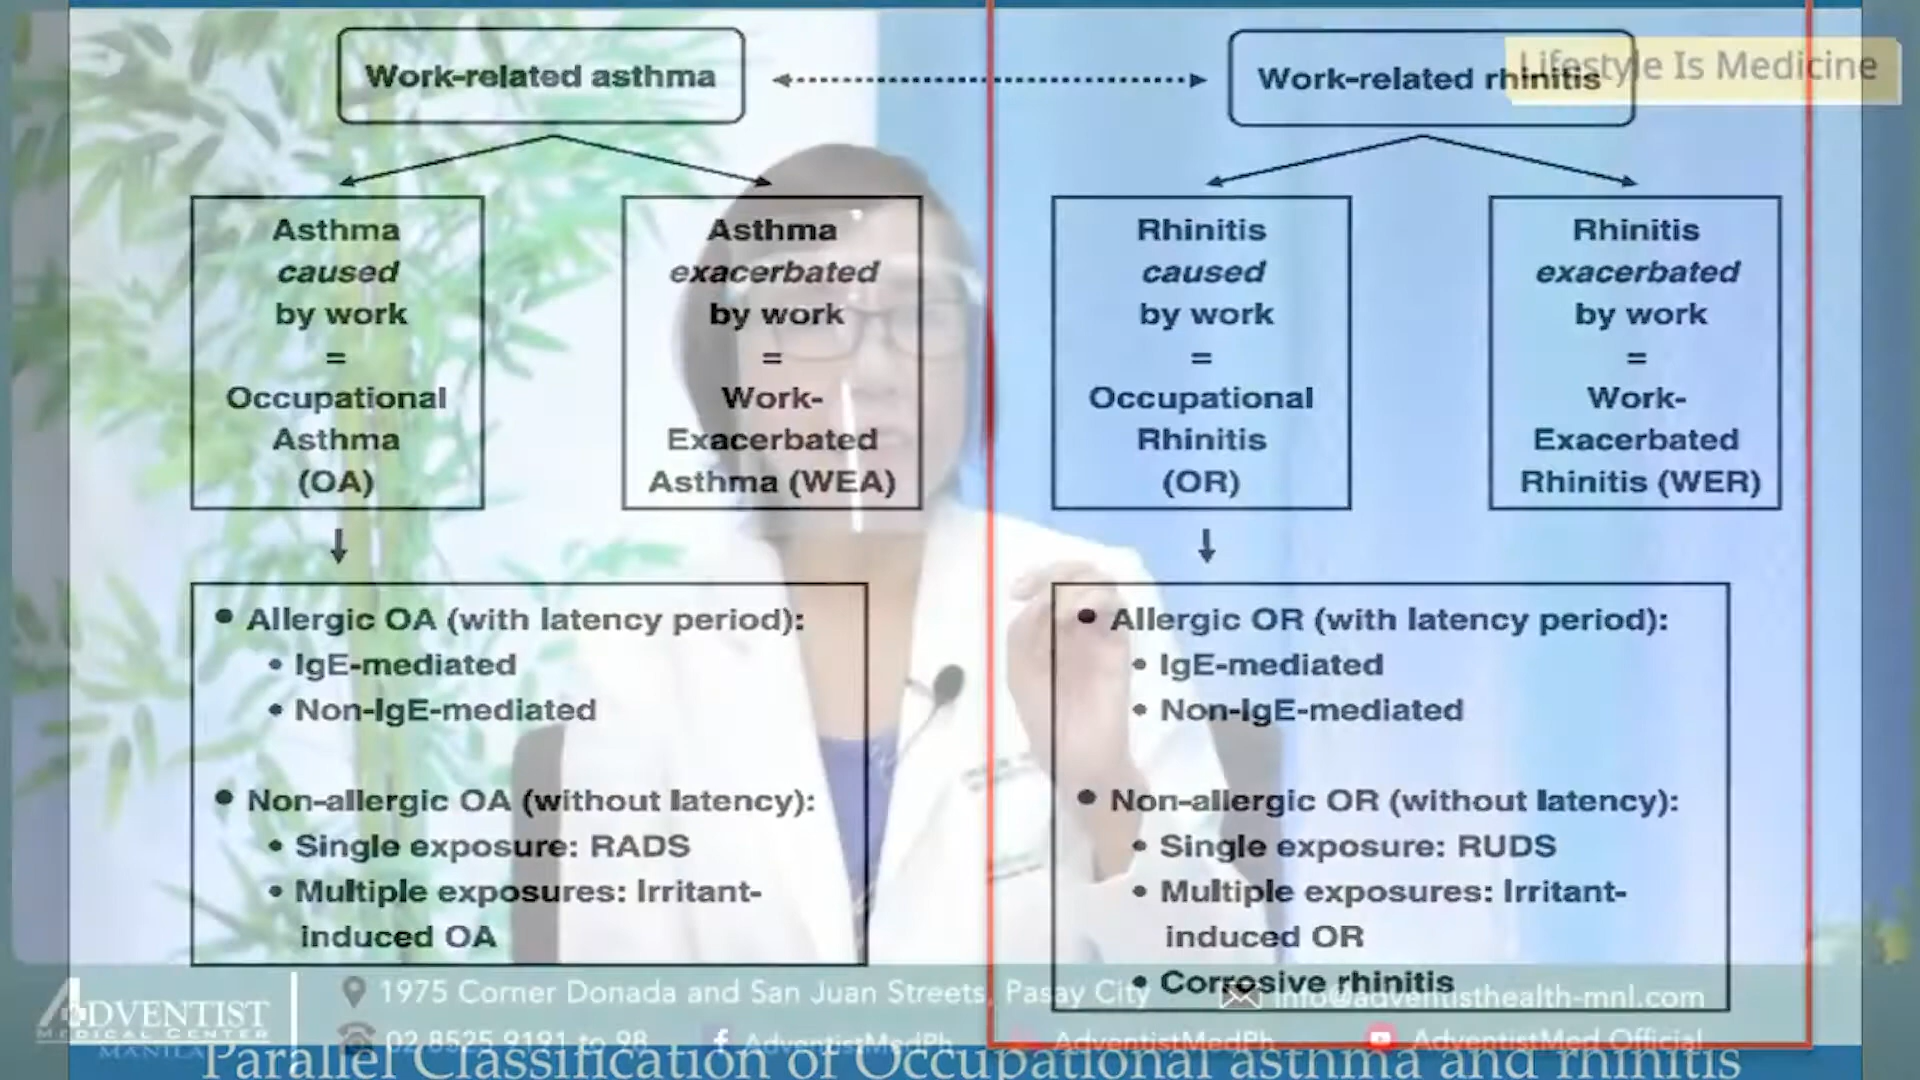 Work-related asthma
Work-related rhinitis
Lifestyle Is Medicine
Asthma
caused
by work
=
Occupational
Asthma
(OA)
Asthma
exacerbated
by work
=
Work-
Exacerbated
Asthma (WEA)
Rhinitis
caused
by work
=
Occupational
Rhinitis
(OR)
Rhinitis
exacerbated
by work
=
Work-
Exacerbated
Rhinitis (WER)
• Allergic OA (with latency period):
• IgE-mediated
• Non-IgE-mediated
• Non-allergic OA (without latency):
• Single exposure: RADS
• Multiple exposures: Irritant-
induced OA
• Allergic OR (with latency period):
• IgE-mediated
• Non-IgE-mediated
• Non-allergic OR (without latency):
• Single exposure: RUDS
• Multiple exposures: Irritant-
induced OR
• Corrosive rhinitis
ADVENTIST
MEDICAL CENTER
MANILA
1975 Corner Donada and San Juan Streets, Pasay City
info@adventisthealth-mnl.com
02 8525 9191 to 98
AdventistMedPh
AdventistMedPh
AdventistMed Official
Parallel Classification of Occupational asthma and rhinitis